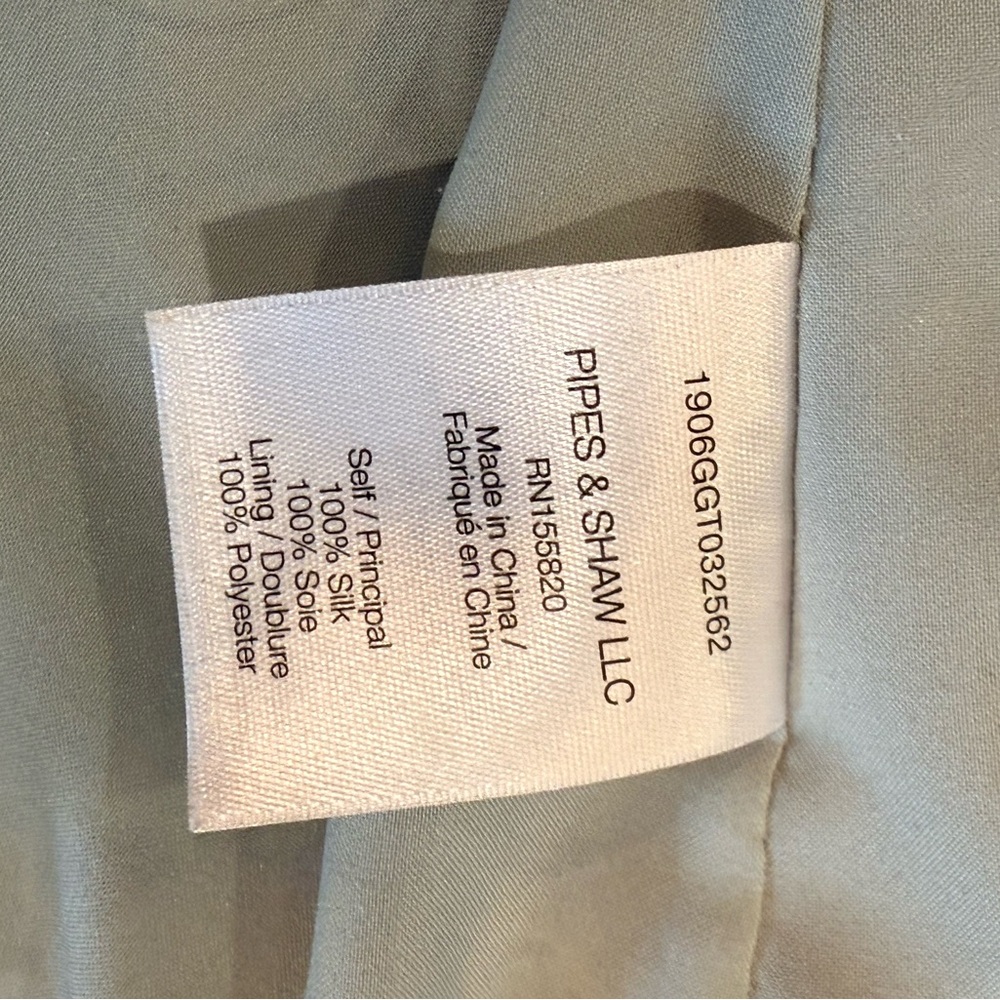 1906GGT032562
PIPES & SHAW LLC
RN155820
Made in China /
Fabriqué en Chine
Self / Principal
100% Silk
100% Soie
Lining / Doublure
100% Polyester